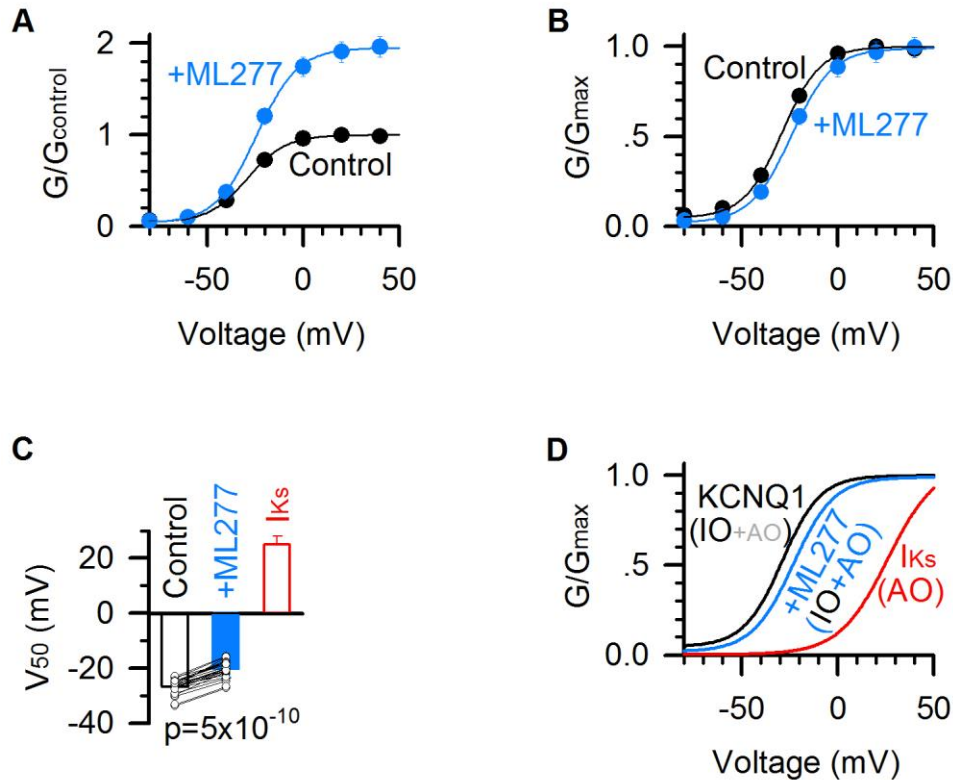 A
2
+ML277
1
Control
0
G/Gcontrol
-50
0
50
Voltage (mV)
B
1.0
Control
.5
+ML277
0.0
G/Gmax
-50
0
50
Voltage (mV)
C
Control
+ML277
IKs
20
0
-20
-40
V50 (mV)
p=5x10-10
D
1.0
KCNQ1
(IO+AO)
+ML277
(IO+AO)
IKs
(AO)
.5
0.0
G/Gmax
-50
0
50
Voltage (mV)